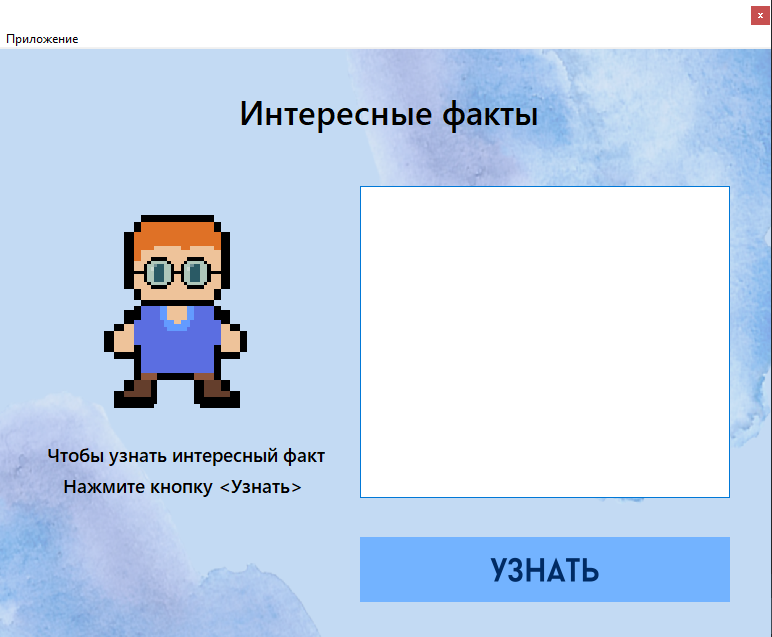 x
Приложение
Интересные факты
Чтобы узнать интересный факт
Нажмите кнопку <Узнать>
УЗНАТЬ